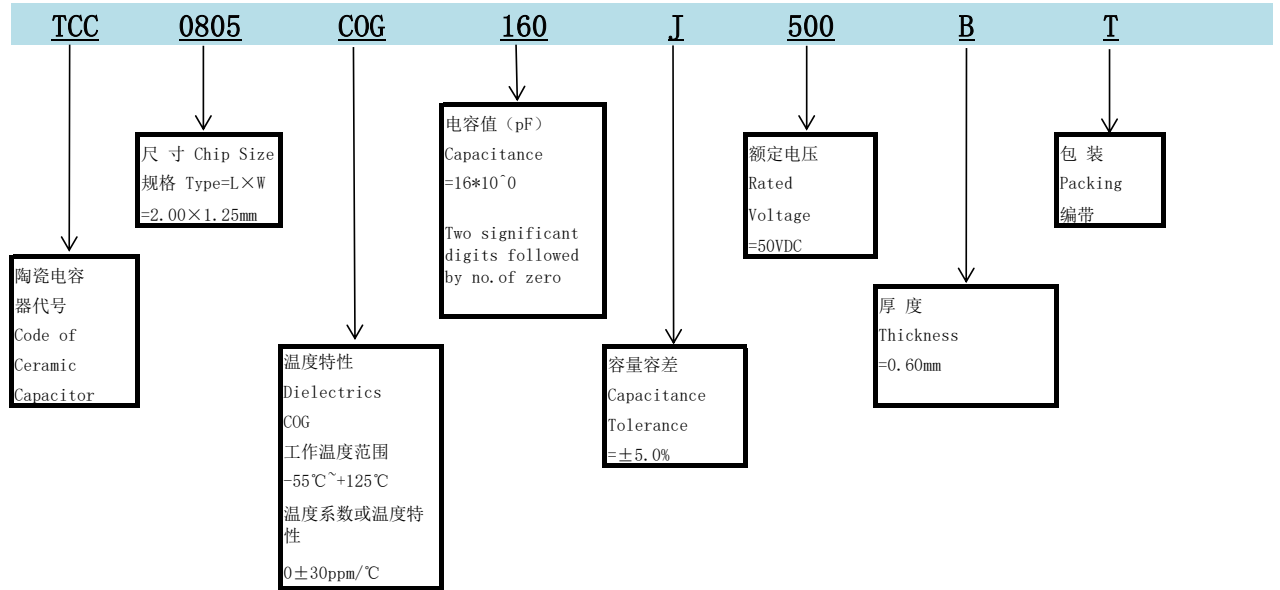 TCC 0805 COG 160 J 500 B T
陶瓷电容
器代号
Code of
Ceramic
Capacitor
尺 寸 Chip Size
规格 Type=L×W
=2.00×1.25mm
温度特性
Dielectrics
COG
工作温度范围
-55℃~+125℃
温度系数或温度特
性
0±30ppm/℃
电容值（pF）
Capacitance
=16*10^0
Two significant
digits followed
by no.of zero
容量容差
Capacitance
Tolerance
=±5.0%
额定电压
Rated
Voltage
=50VDC
厚 度
Thickness
=0.60mm
包 装
Packing
编带